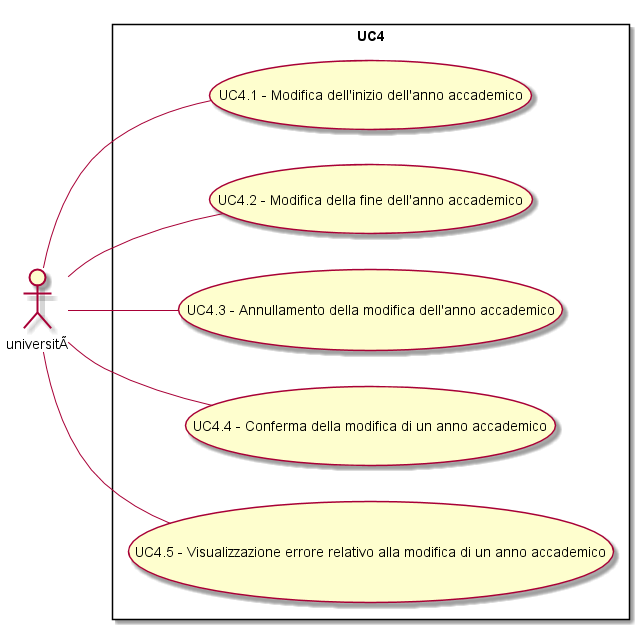 UC4
UC4.1 - Modifica dell'inizio dell'anno accademico
UC4.2 - Modifica della fine dell'anno accademico
UC4.3 - Annullamento della modifica dell'anno accademico
universitÃ
UC4.4 - Conferma della modifica di un anno accademico
UC4.5 - Visualizzazione errore relativo alla modifica di un anno accademico